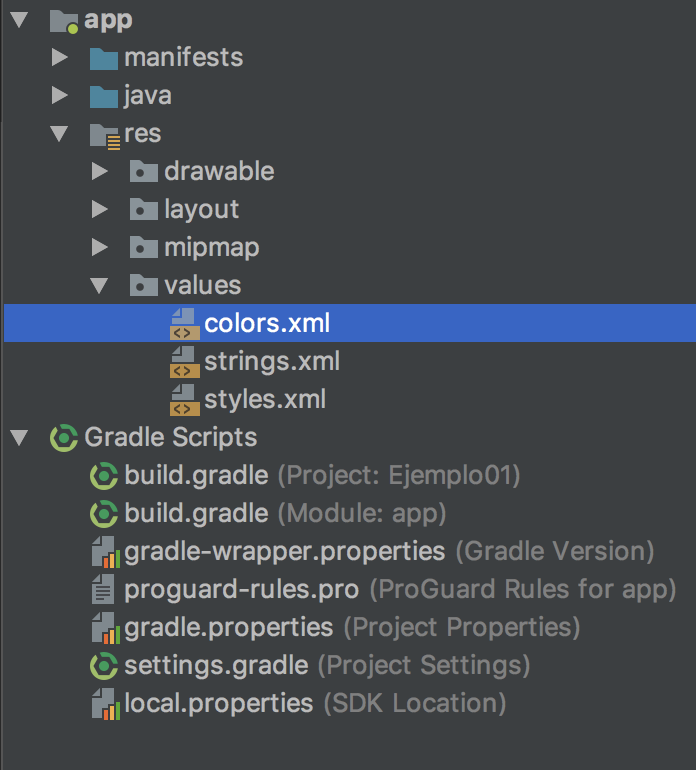 app
manifests
java
res
drawable
layout
mipmap
values
colors.xml
strings.xml
styles.xml
Gradle Scripts
build.gradle (Project: Ejemplo01)
build.gradle (Module: app)
gradle-wrapper.properties (Gradle Version)
proguard-rules.pro (ProGuard Rules for app)
gradle.properties (Project Properties)
settings.gradle (Project Settings)
local.properties (SDK Location)